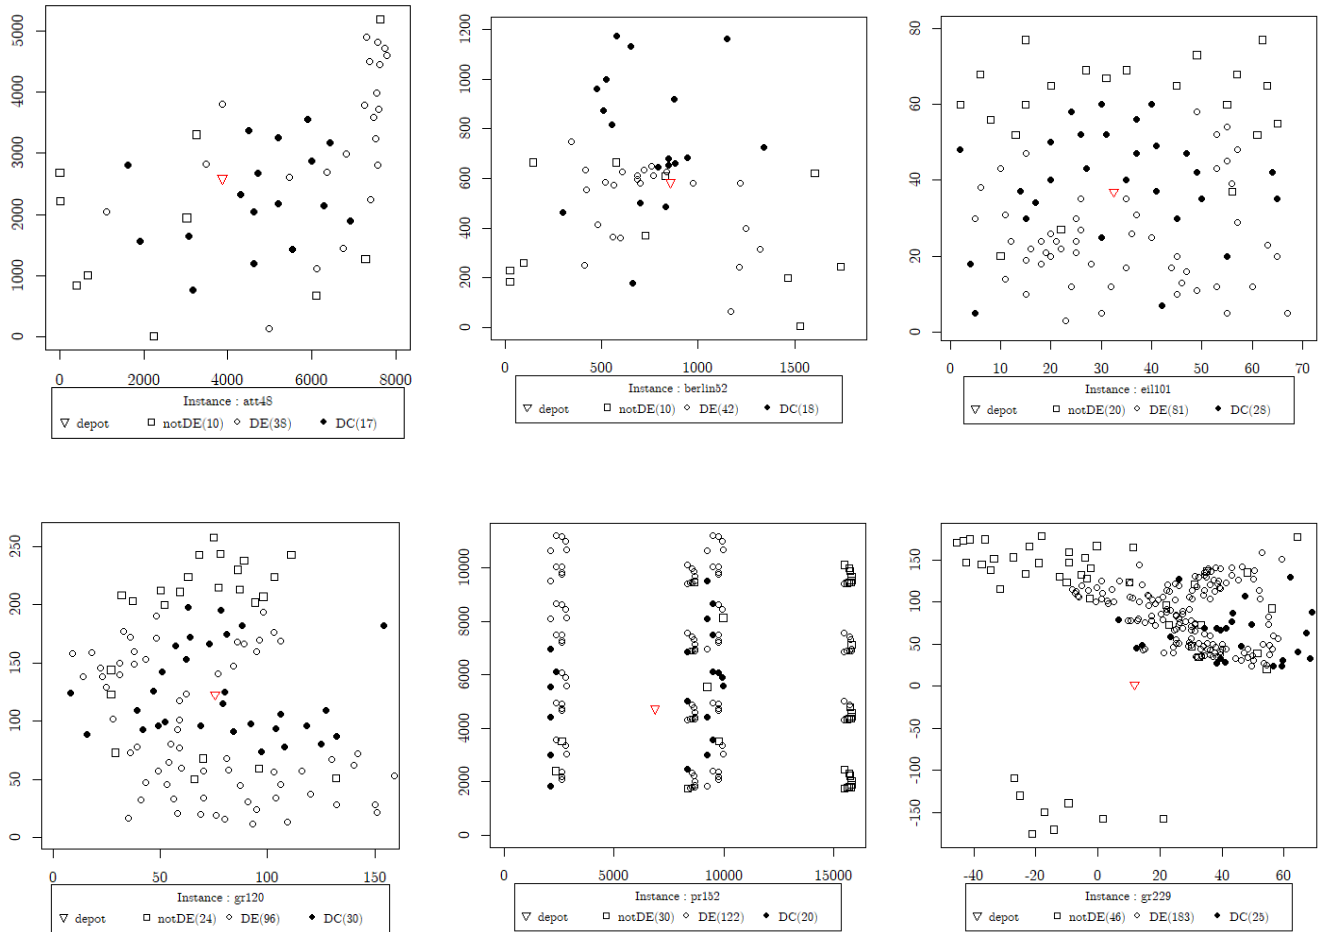 5000
4000
3000
2000
1000
0
0 2000 4000 6000 8000
Instance : att48
depot notDE(10) DE(38) DC(17)
1200
1000
800
600
400
200
0
0 500 1000 1500
Instance : berlin52
depot notDE(10) DE(42) DC(18)
80
60
40
20
0
0 10 20 30 40 50 60 70
Instance : eil101
depot notDE(20) DE(81) DC(28)
250
200
150
100
50
0
0 50 100 150
Instance : gr120
depot notDE(24) DE(96) DC(30)
10000
8000
6000
4000
2000
0
0 5000 10000 15000
Instance : pr152
depot notDE(30) DE(122) DC(20)
150
100
50
0
-50
-100
-150
-40 -20 0 20 40 60
Instance : gr229
depot notDE(46) DE(183) DC(25)